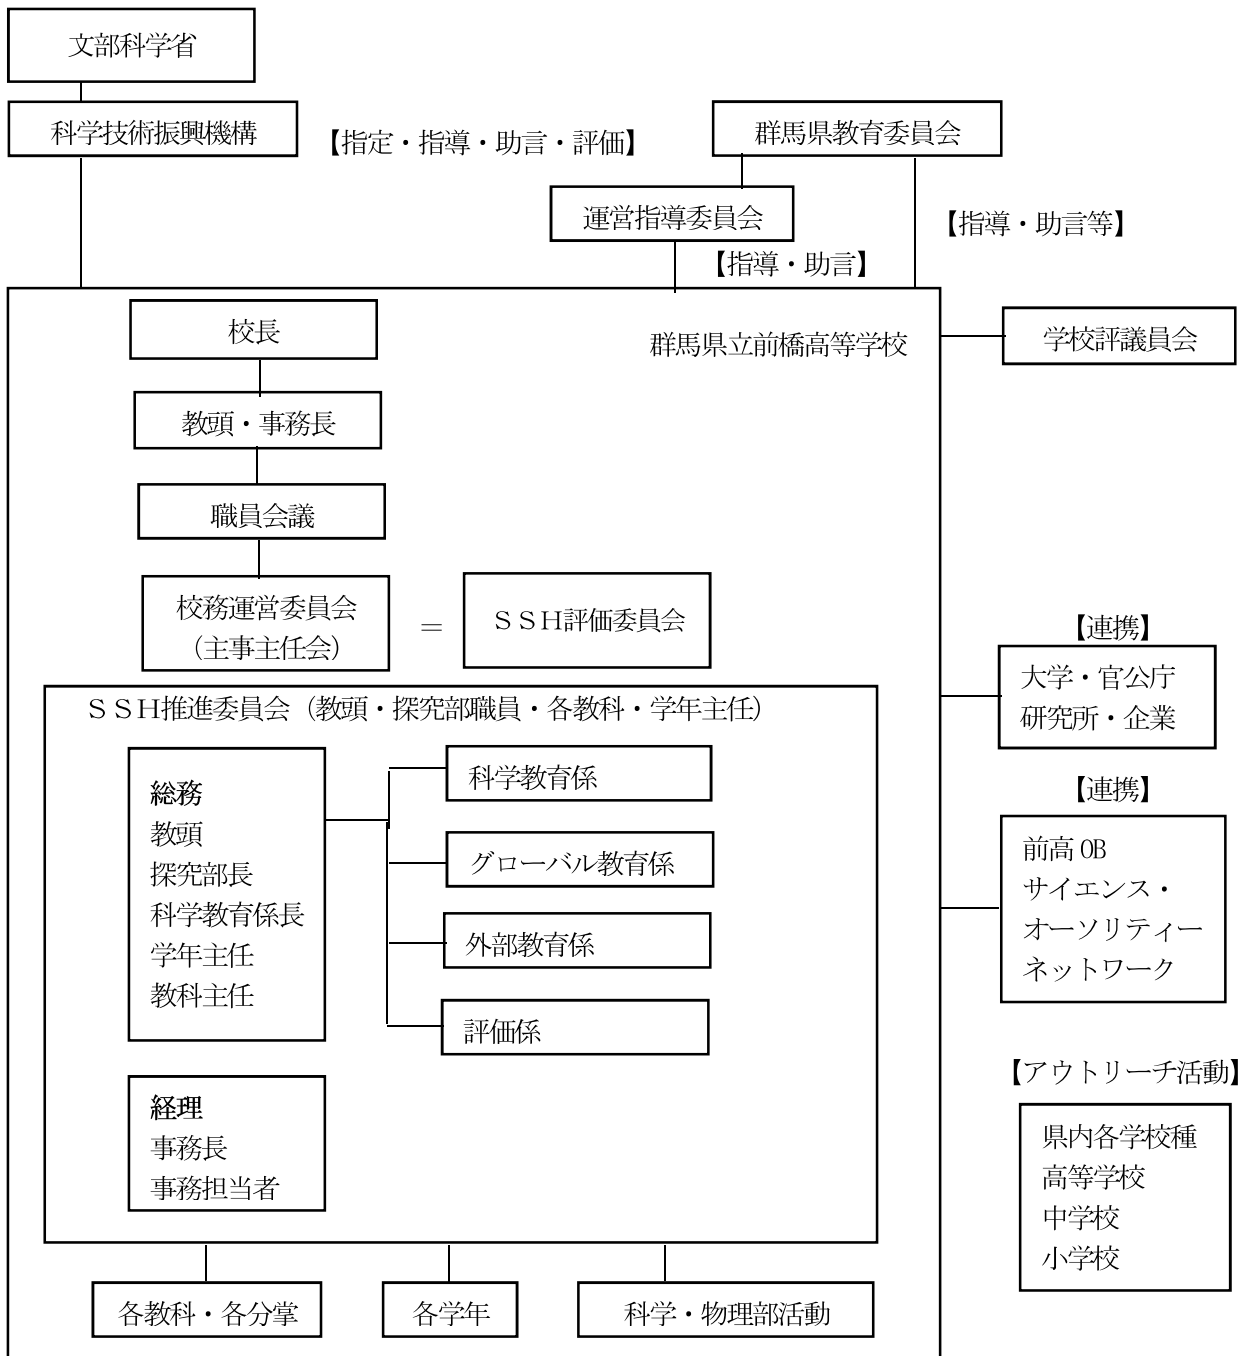 文部科学省
科学技術振興機構
【指定・指導・助言・評価】
群馬県教育委員会
運営指導委員会
【指導・助言等】
【指導・助言】
校長
群馬県立前橋高等学校
学校評議員会
教頭・事務長
職員会議
校務運営委員会
（主事主任会）
＝
ＳＳＨ評価委員会
【連携】
大学・官公庁
研究所・企業
ＳＳＨ推進委員会（教頭・探究部職員・各教科・学年主任）
総務
教頭
探究部長
科学教育係長
学年主任
教科主任
科学教育係
グローバル教育係
外部教育係
評価係
【連携】
前高 OB
サイエンス・
オーソリティー
ネットワーク
経理
事務長
事務担当者
【アウトリーチ活動】
県内各学校種
高等学校
中学校
小学校
各教科・各分掌
各学年
科学・物理部活動